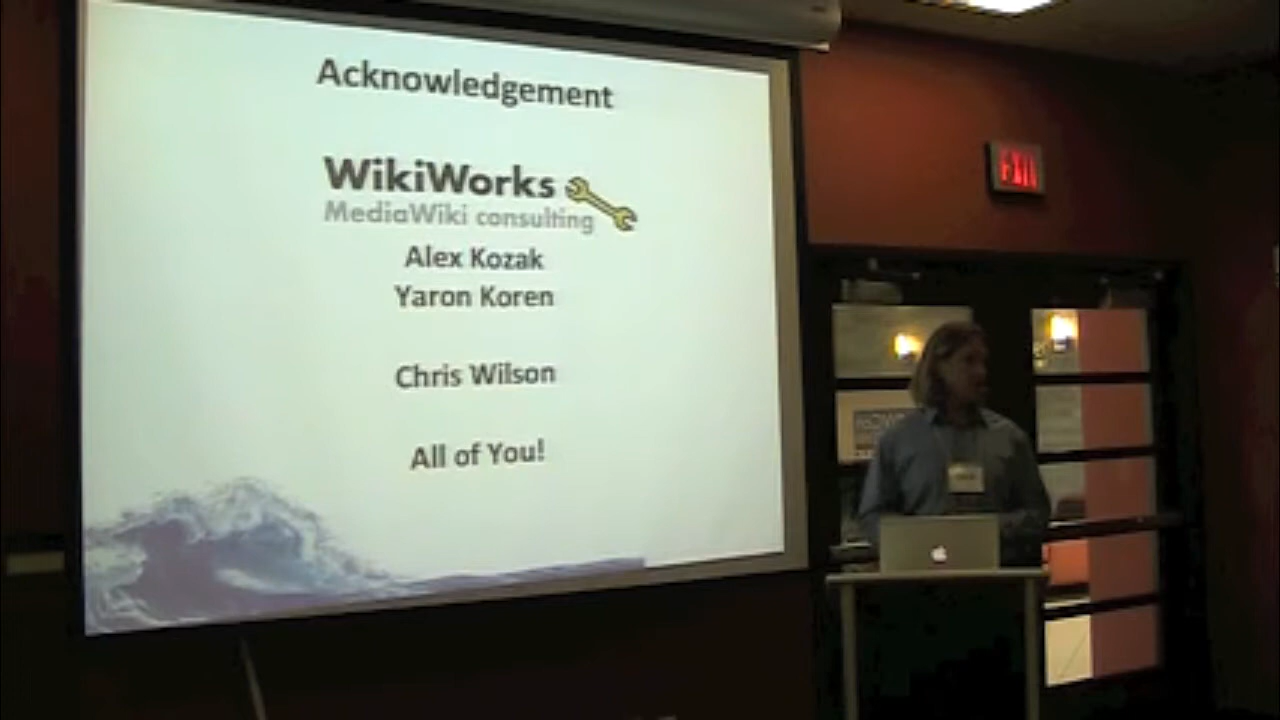 Acknowledgement
WikiWorks
MediaWiki consulting
Alex Kozak
Yaron Koren
Chris Wilson
All of You!
EXIT